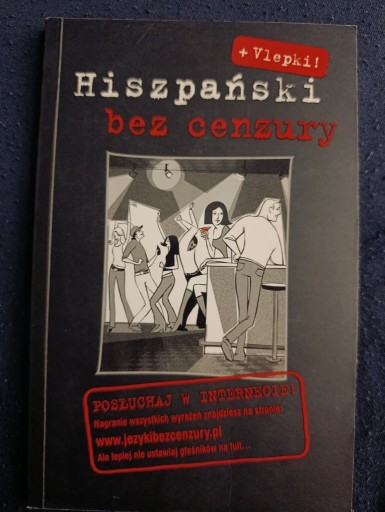 + Vlepki!
Hiszpański
bez cenzury
POSŁUCHAJ W INTERNECIE!
Nagranie wszystkich wyrażeń znajdziesz na stronie:
www.jezykibezcenzury.pl
Ale lepiej nie ustawiaj głośników na full...